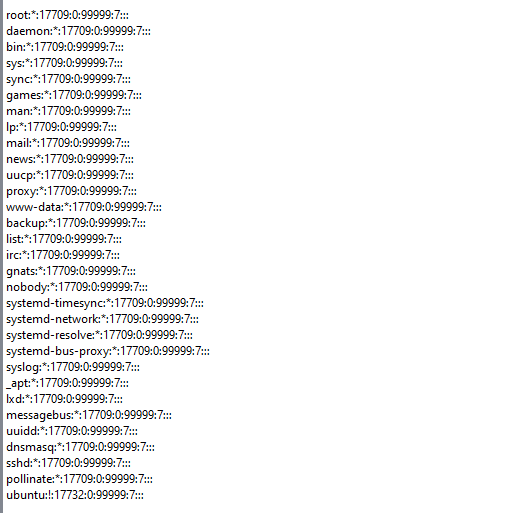 root:*:17709:0:99999:7:::
daemon:*:17709:0:99999:7:::
bin:*:17709:0:99999:7:::
sys:*:17709:0:99999:7:::
sync:*:17709:0:99999:7:::
games:*:17709:0:99999:7:::
man:*:17709:0:99999:7:::
lp:*:17709:0:99999:7:::
mail:*:17709:0:99999:7:::
news:*:17709:0:99999:7:::
uucp:*:17709:0:99999:7:::
proxy:*:17709:0:99999:7:::
www-data:*:17709:0:99999:7:::
backup:*:17709:0:99999:7:::
list:*:17709:0:99999:7:::
irc:*:17709:0:99999:7:::
gnats:*:17709:0:99999:7:::
nobody:*:17709:0:99999:7:::
systemd-timesync:*:17709:0:99999:7:::
systemd-network:*:17709:0:99999:7:::
systemd-resolve:*:17709:0:99999:7:::
systemd-bus-proxy:*:17709:0:99999:7:::
syslog:*:17709:0:99999:7:::
_apt:*:17709:0:99999:7:::
lxd:*:17709:0:99999:7:::
messagebus:*:17709:0:99999:7:::
uuidd:*:17709:0:99999:7:::
dnsmasq:*:17709:0:99999:7:::
sshd:*:17709:0:99999:7:::
pollinate:*:17709:0:99999:7:::
ubuntu:!:17732:0:99999:7:::